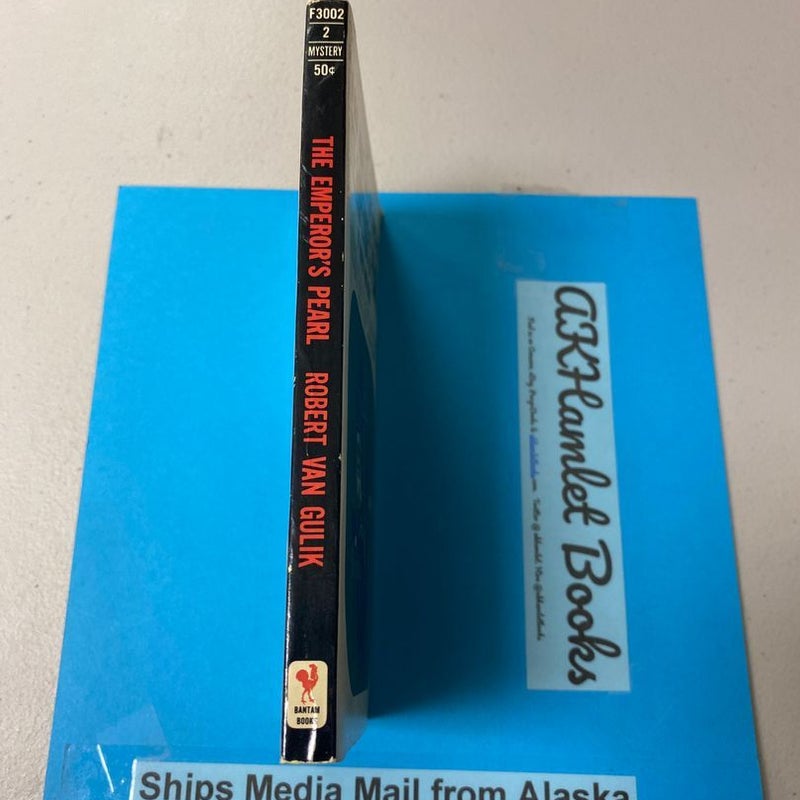 F3002
2
MYSTERY
50¢
THE EMPEROR'S PEARL ROBERT VAN GULIK
BANTAM
BOOKS
AKHamlet Books
Ships Media Mail from Alaska